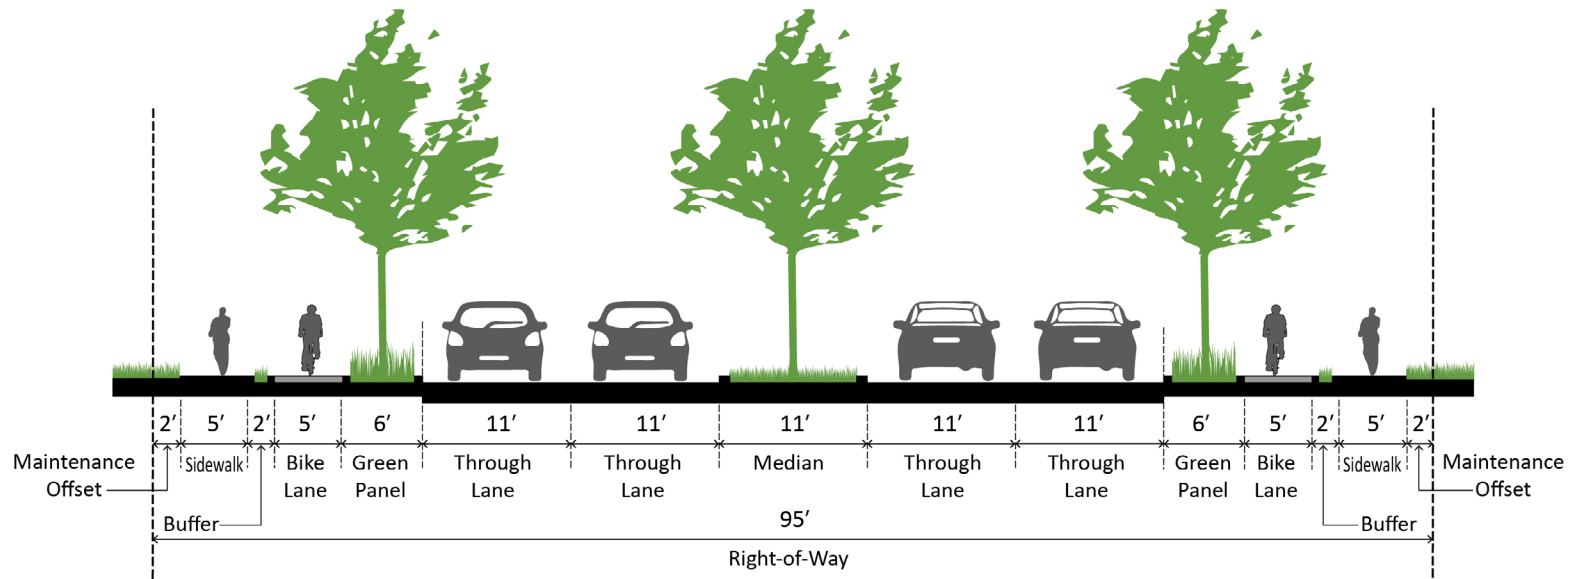 2′ 5′ 2′ 5′ 6′ 11′ 11′ 11′ 11′ 11′ 6′ 5′ 2′ 5′ 2′
Maintenance Offset
Sidewalk
Buffer
Bike Lane
Green Panel
Through Lane
Through Lane
Median
Through Lane
Through Lane
Green Panel
Bike Lane
Buffer
Sidewalk
Maintenance Offset
95′
Right-of-Way